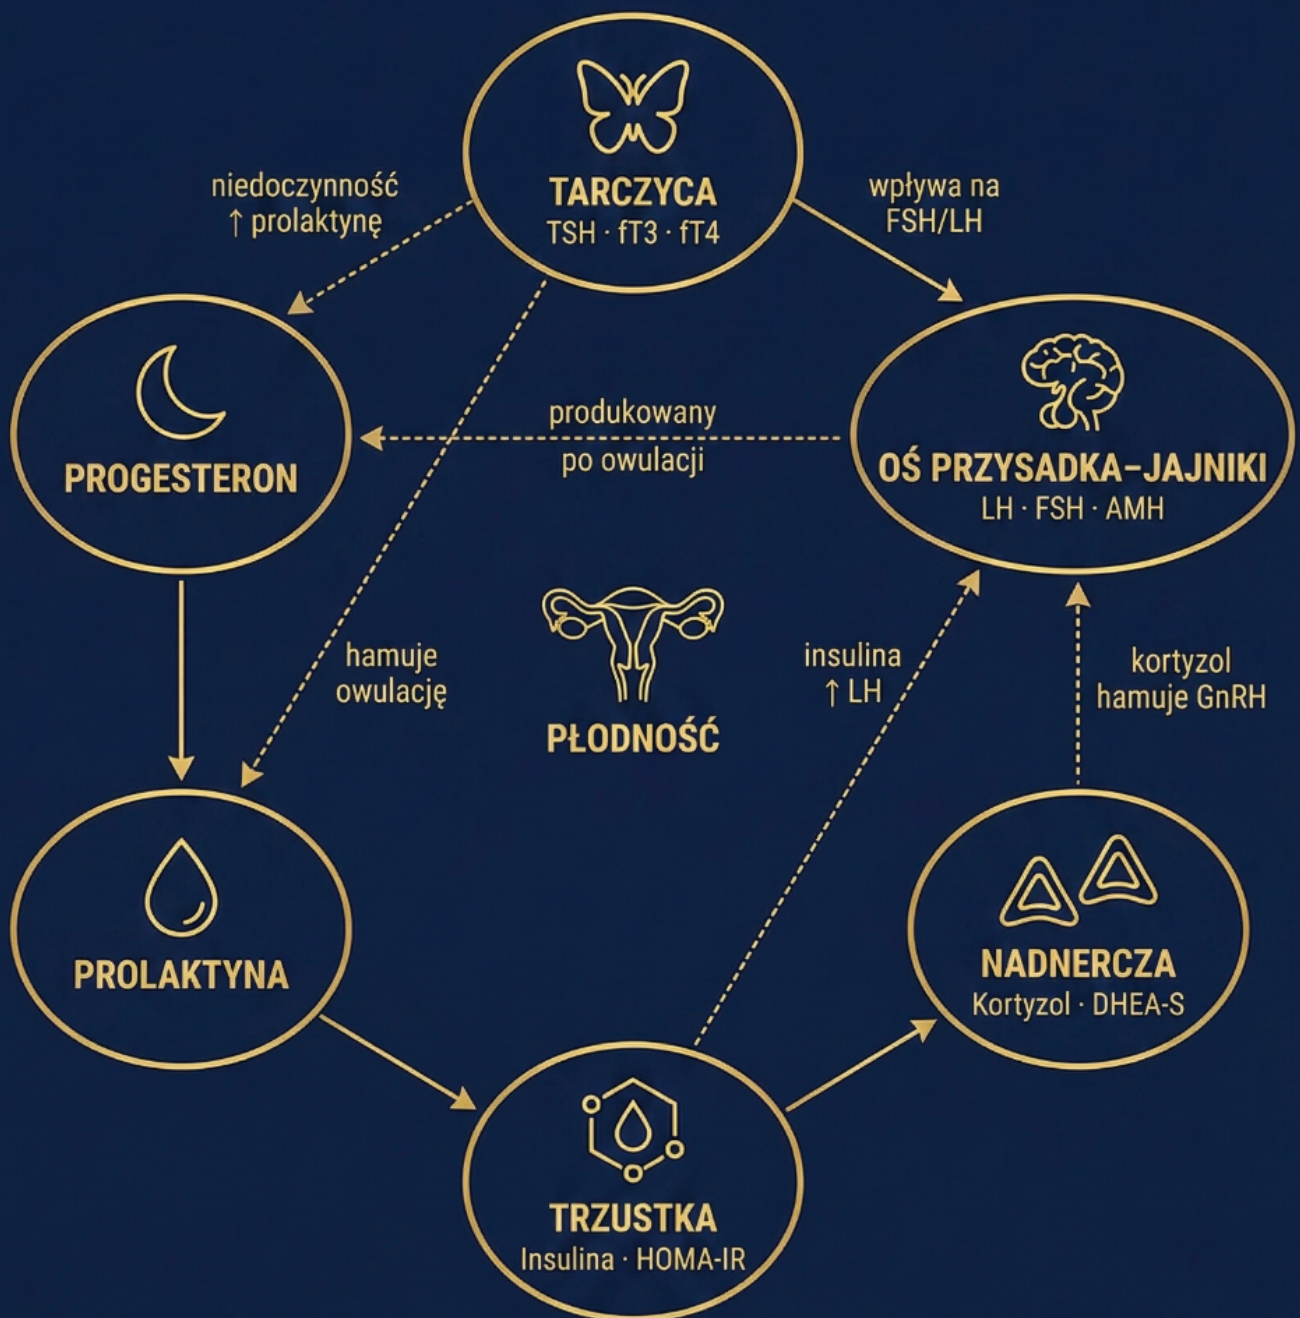 TARCZYCA
TSH · fT3 · fT4
niedoczynność
↑ prolaktynę
wpływa na
FSH/LH
PROGESTERON
produkowany
po owulacji
OŚ PRZYSADKA–JAJNIKI
LH · FSH · AMH
hamuje
owulację
PŁODNOŚĆ
insulina
↑ LH
kortyzol
hamuje GnRH
PROLAKTYNA
NADNERCZA
Kortyzol · DHEA-S
TRZUSTKA
Insulina · HOMA-IR